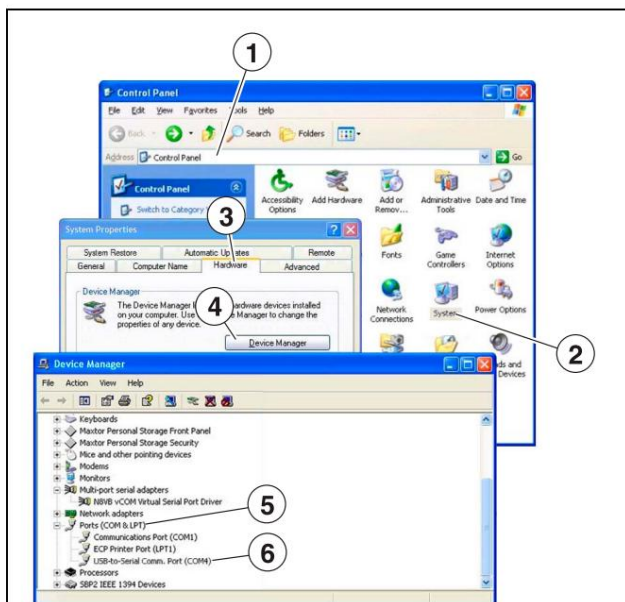 1
Control Panel
File Edit View Favorites Tools Help
Back Search Folders
Address Control Panel Go
Control Panel
Switch to Category
Accessibility Options
Add Hardware
Add or Remov...
Administrative Tools
Date and Time
Fonts
Game Controllers
Internet Options
Network Connections
System
Power Options
2
Devices
System Properties
3
System Restore Automatic Updates Remote
General Computer Name Hardware Advanced
Device Manager
The Device Manager hardware devices installed
on your computer. Use Manager to change the
properties of any device.
4
Device Manager
Device Manager
File Action View Help
Keyboards
Maxtor Personal Storage Front Panel
Maxtor Personal Storage Security
Mice and other pointing devices
Modems
Monitors
Multi-port serial adapters
N8VB vCOM Virtual Serial Port Driver
Network adapters
5
Ports (COM & LPT)
Communications Port (COM1)
ECP Printer Port (LPT1)
6
USB-to-Serial Comm. Port (COM4)
Processors
SBP2 IEEE 1394 Devices